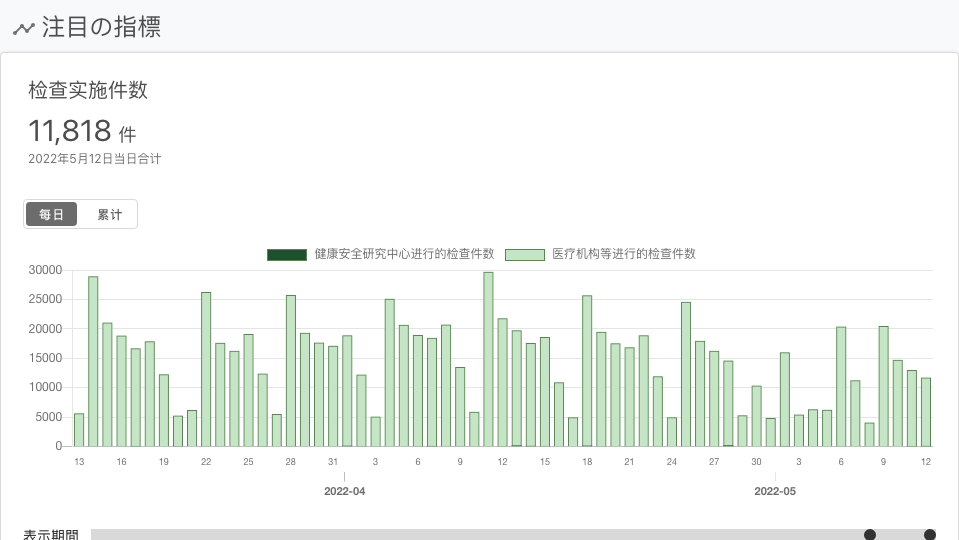 注目の指標
检查实施件数
11,818 件
2022年5月12日当日合计
每日 累计
健康安全研究中心进行的检查件数 医疗机构等进行的检查件数
30000
25000
20000
15000
10000
5000
0
13 16 19 22 25 28 31 3 6 9 12 15 18 21 24 27 30 3 6 9 12
2022-04 2022-05
表示期間